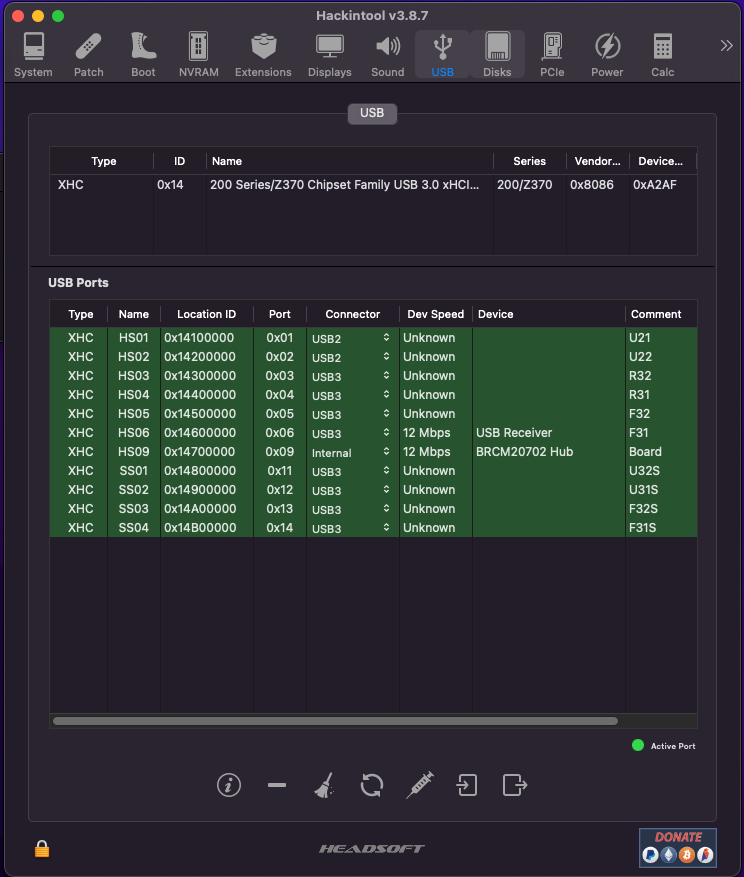 Hackintool v3.8.7
System Patch Boot NVRAM Extensions Displays Sound USB Disks PCIe Power Calc
USB
Type ID Name Series Vendor... Device...
XHC 0x14 200 Series/Z370 Chipset Family USB 3.0 xHCI... 200/Z370 0x8086 0xA2AF
USB Ports
Type Name Location ID Port Connector Dev Speed Device Comment
XHC HS01 0x14100000 0x01 USB2 Unknown U21
XHC HS02 0x14200000 0x02 USB2 Unknown U22
XHC HS03 0x14300000 0x03 USB3 Unknown R32
XHC HS04 0x14400000 0x04 USB3 Unknown R31
XHC HS05 0x14500000 0x05 USB3 Unknown F32
XHC HS06 0x14600000 0x06 USB3 12 Mbps USB Receiver F31
XHC HS09 0x14700000 0x09 Internal 12 Mbps BRCM20702 Hub Board
XHC SS01 0x14800000 0x11 USB3 Unknown U32S
XHC SS02 0x14900000 0x12 USB3 Unknown U31S
XHC SS03 0x14A00000 0x13 USB3 Unknown F32S
XHC SS04 0x14B00000 0x14 USB3 Unknown F31S
Active Port
HEADSOFT
DONATE